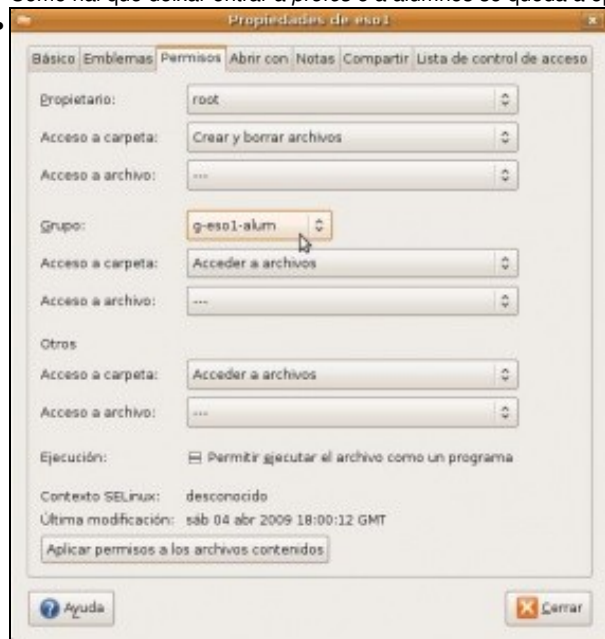 Propiedades de eso1
Básico Emblemas Permisos Abrir con Notas Compartir Lista de control de acceso
Propietario: root
Acceso a carpeta: Crear y borrar archivos
Acceso a archivo: ---
Grupo: g-eso1-alum
Acceso a carpeta: Acceder a archivos
Acceso a archivo: ---
Otros
Acceso a carpeta: Acceder a archivos
Acceso a archivo: ---
Ejecución: Permitir ejecutar el archivo como un programa
Contexto SELinux: desconocido
Última modificación: sáb 04 abr 2009 18:00:12 GMT
Aplicar permisos a los archivos contenidos
Ayuda Cerrar